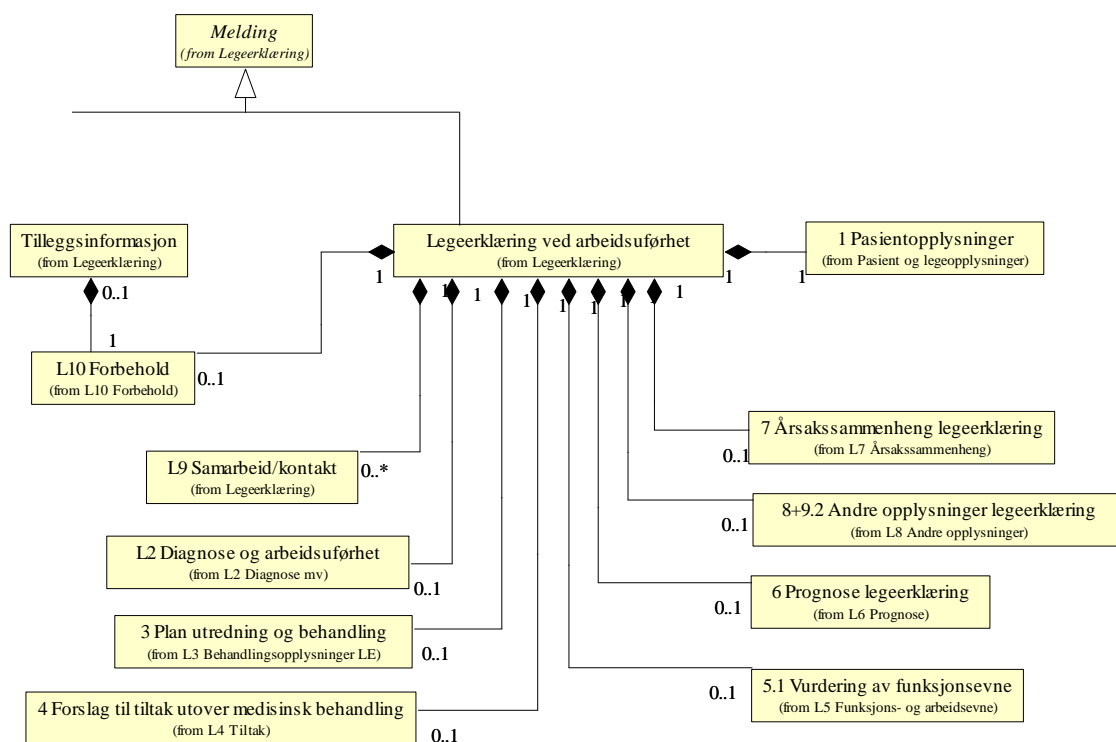 Melding
(from Legeerklæring)
Tilleggsinformasjon
(from Legeerklæring)
Legeerklæring ved arbeidsuførhet
(from Legeerklæring)
1 Pasientopplysninger
(from Pasient og legeopplysninger)
1
1
1
0..1
1
1
1
1
1
1
1
1
1
L10 Forbehold
(from L10 Forbehold)
0..1
7 Årsakssammenheng legeerklæring
(from L7 Årsakssammenheng)
0..1
L9 Samarbeid/kontakt
(from Legeerklæring)
0..*
8+9.2 Andre opplysninger legeerklæring
(from L8 Andre opplysninger)
0..1
L2 Diagnose og arbeidsuførhet
(from L2 Diagnose mv)
0..1
6 Prognose legeerklæring
(from L6 Prognose)
0..1
3 Plan utredning og behandling
(from L3 Behandlingsopplysninger LE)
0..1
5.1 Vurdering av funksjonsevne
(from L5 Funksjons- og arbeidsevne)
0..1
4 Forslag til tiltak utover medisinsk behandling
(from L4 Tiltak)
0..1